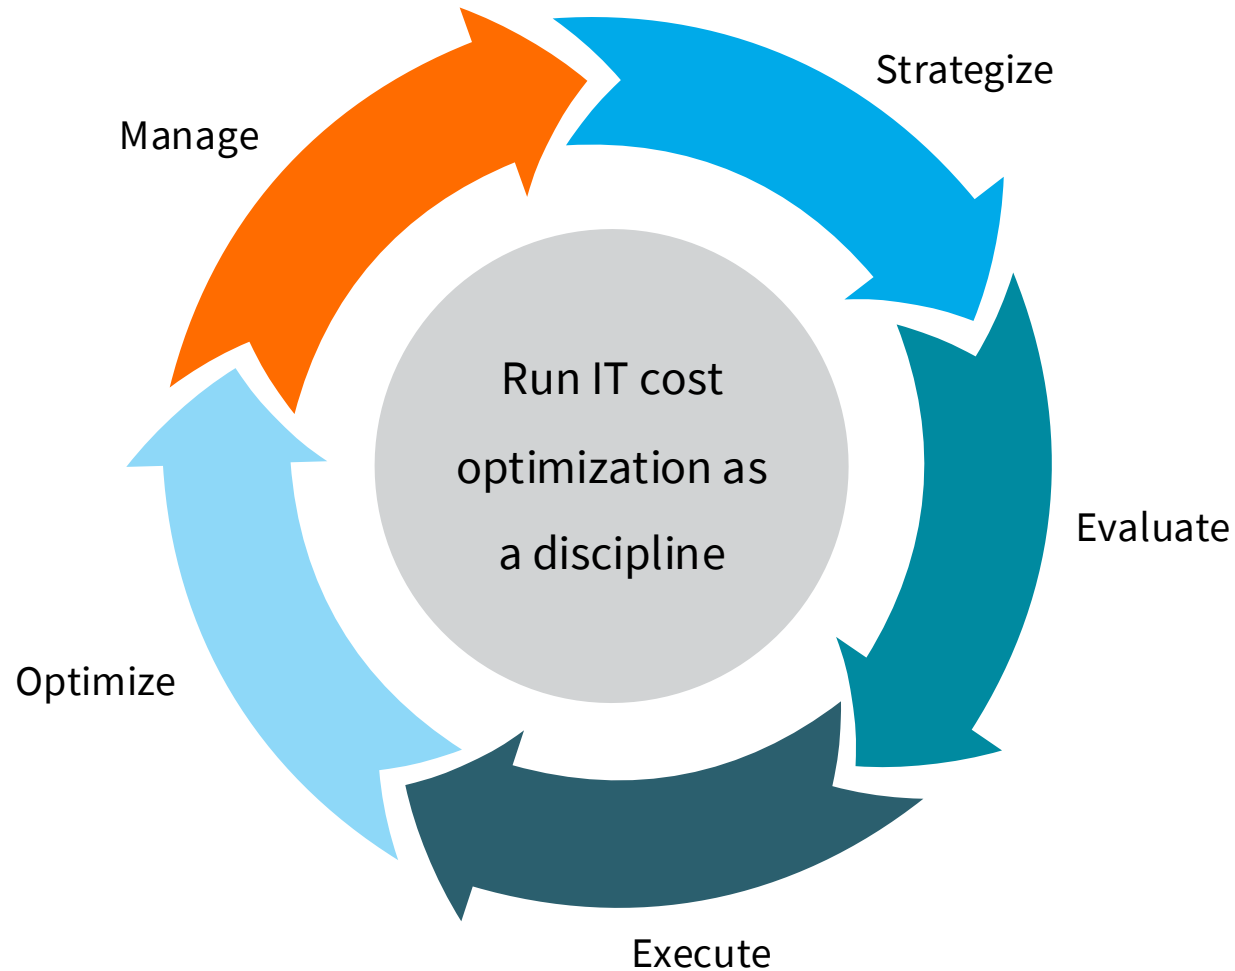 Strategize
Manage
Run IT cost
optimization as
a discipline
Evaluate
Optimize
Execute